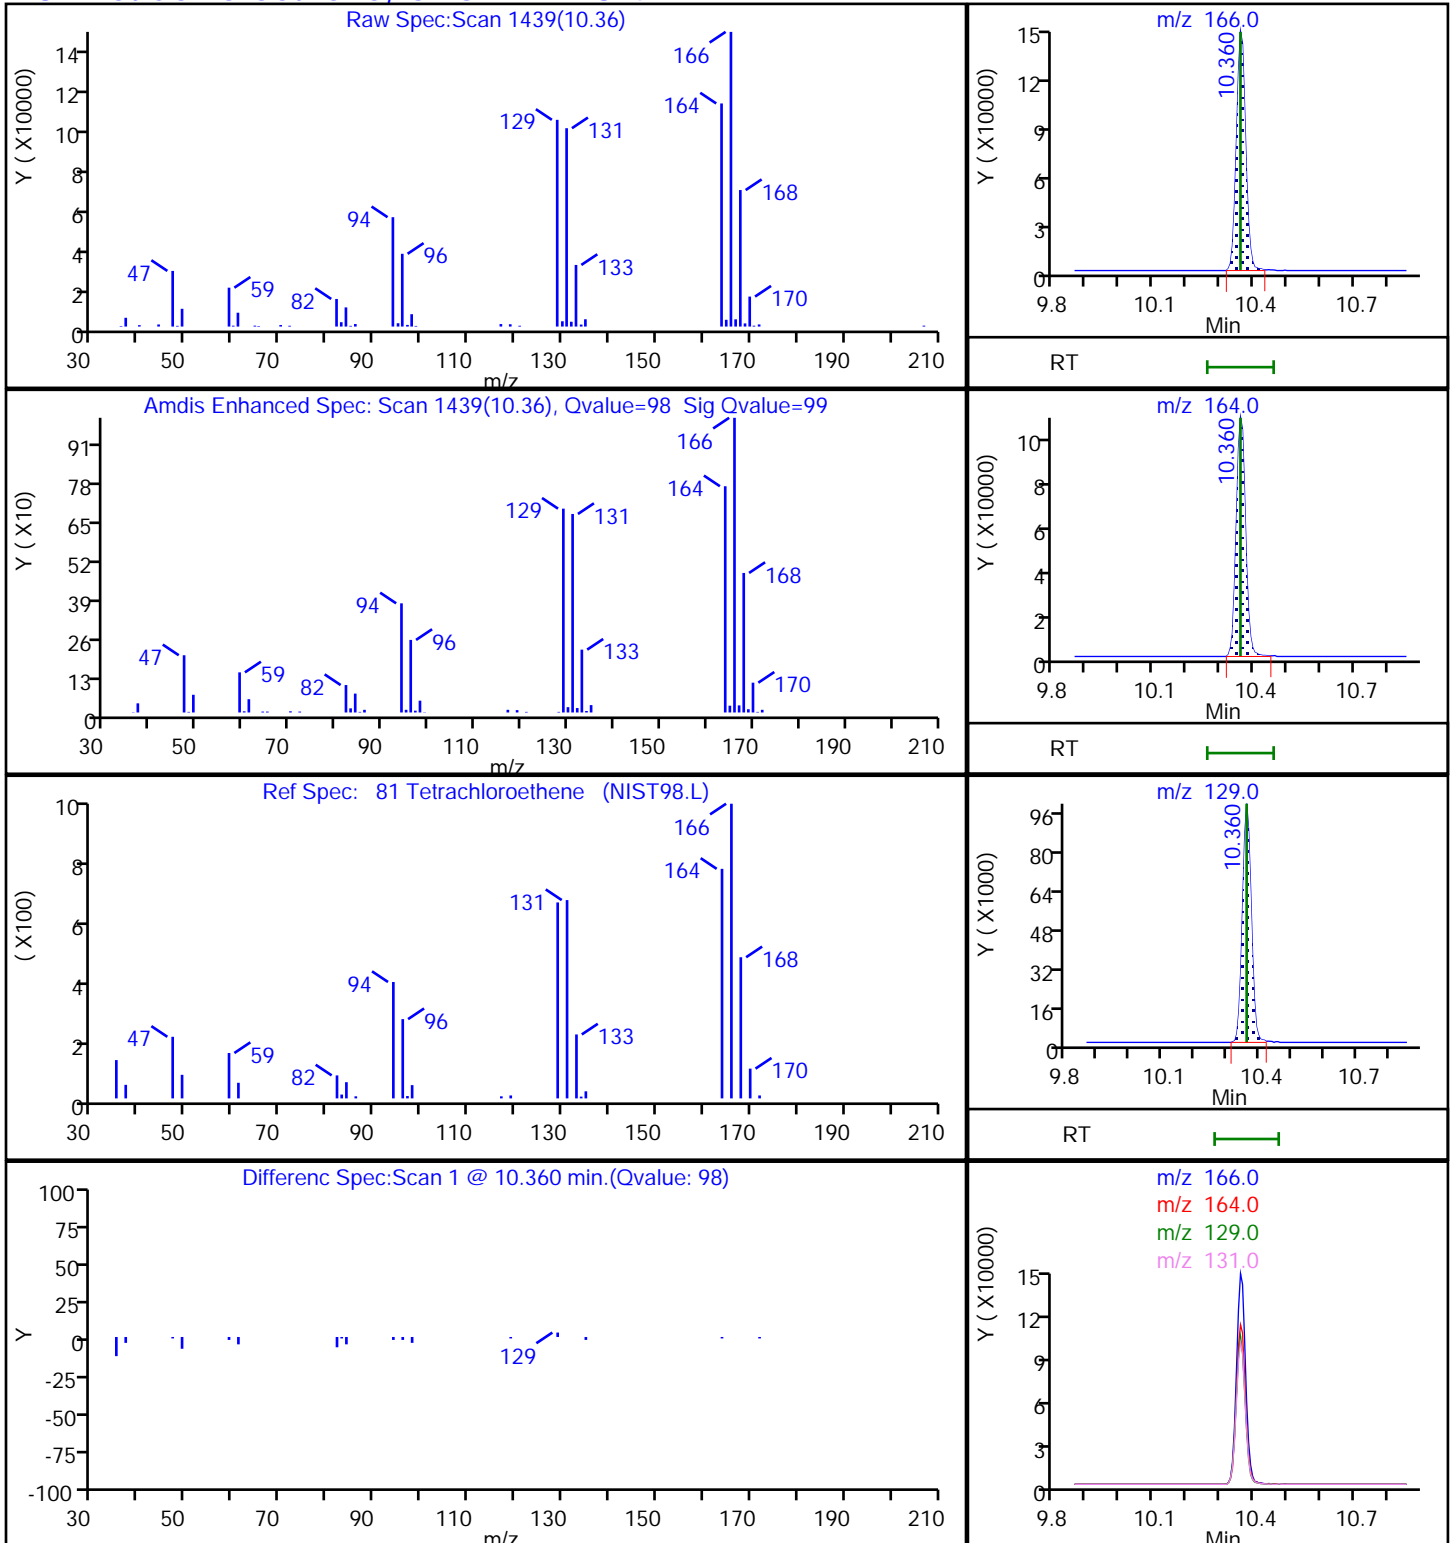 Raw Spec:Scan 1439(10.36)
Y ( X10000)
14
12
10
8
6
4
2
0
47
59
82
94
96
129
131
133
164
166
168
170
30 50 70 90 110 130 150 170 190 210
m/z
m/z 166.0
Y ( X10000)
15
12
9
6
3
0
10.360
9.8 10.1 10.4 10.7
Min
RT
Amdis Enhanced Spec: Scan 1439(10.36), Qvalue=98 Sig Qvalue=99
Y ( X10)
91
78
65
52
39
26
13
0
47
59
82
94
96
129
131
133
164
166
168
170
30 50 70 90 110 130 150 170 190 210
m/z
m/z 164.0
Y ( X10000)
10
8
6
4
2
0
10.360
9.8 10.1 10.4 10.7
Min
RT
Ref Spec: 81 Tetrachloroethene (NIST98.L)
( X100)
10
8
6
4
2
0
47
59
82
94
96
131
133
164
166
168
170
30 50 70 90 110 130 150 170 190 210
m/z 129.0
Y ( X1000)
96
80
64
48
32
16
0
10.360
9.8 10.1 10.4 10.7
Min
RT
Differenc Spec:Scan 1 @ 10.360 min.(Qvalue: 98)
Y
100
75
50
25
0
-25
-50
-75
-100
129
30 50 70 90 110 130 150 170 190 210
m/z
m/z 166.0
m/z 164.0
m/z 129.0
m/z 131.0
Y ( X10000)
15
12
9
6
3
0
9.8 10.1 10.4 10.7
Min